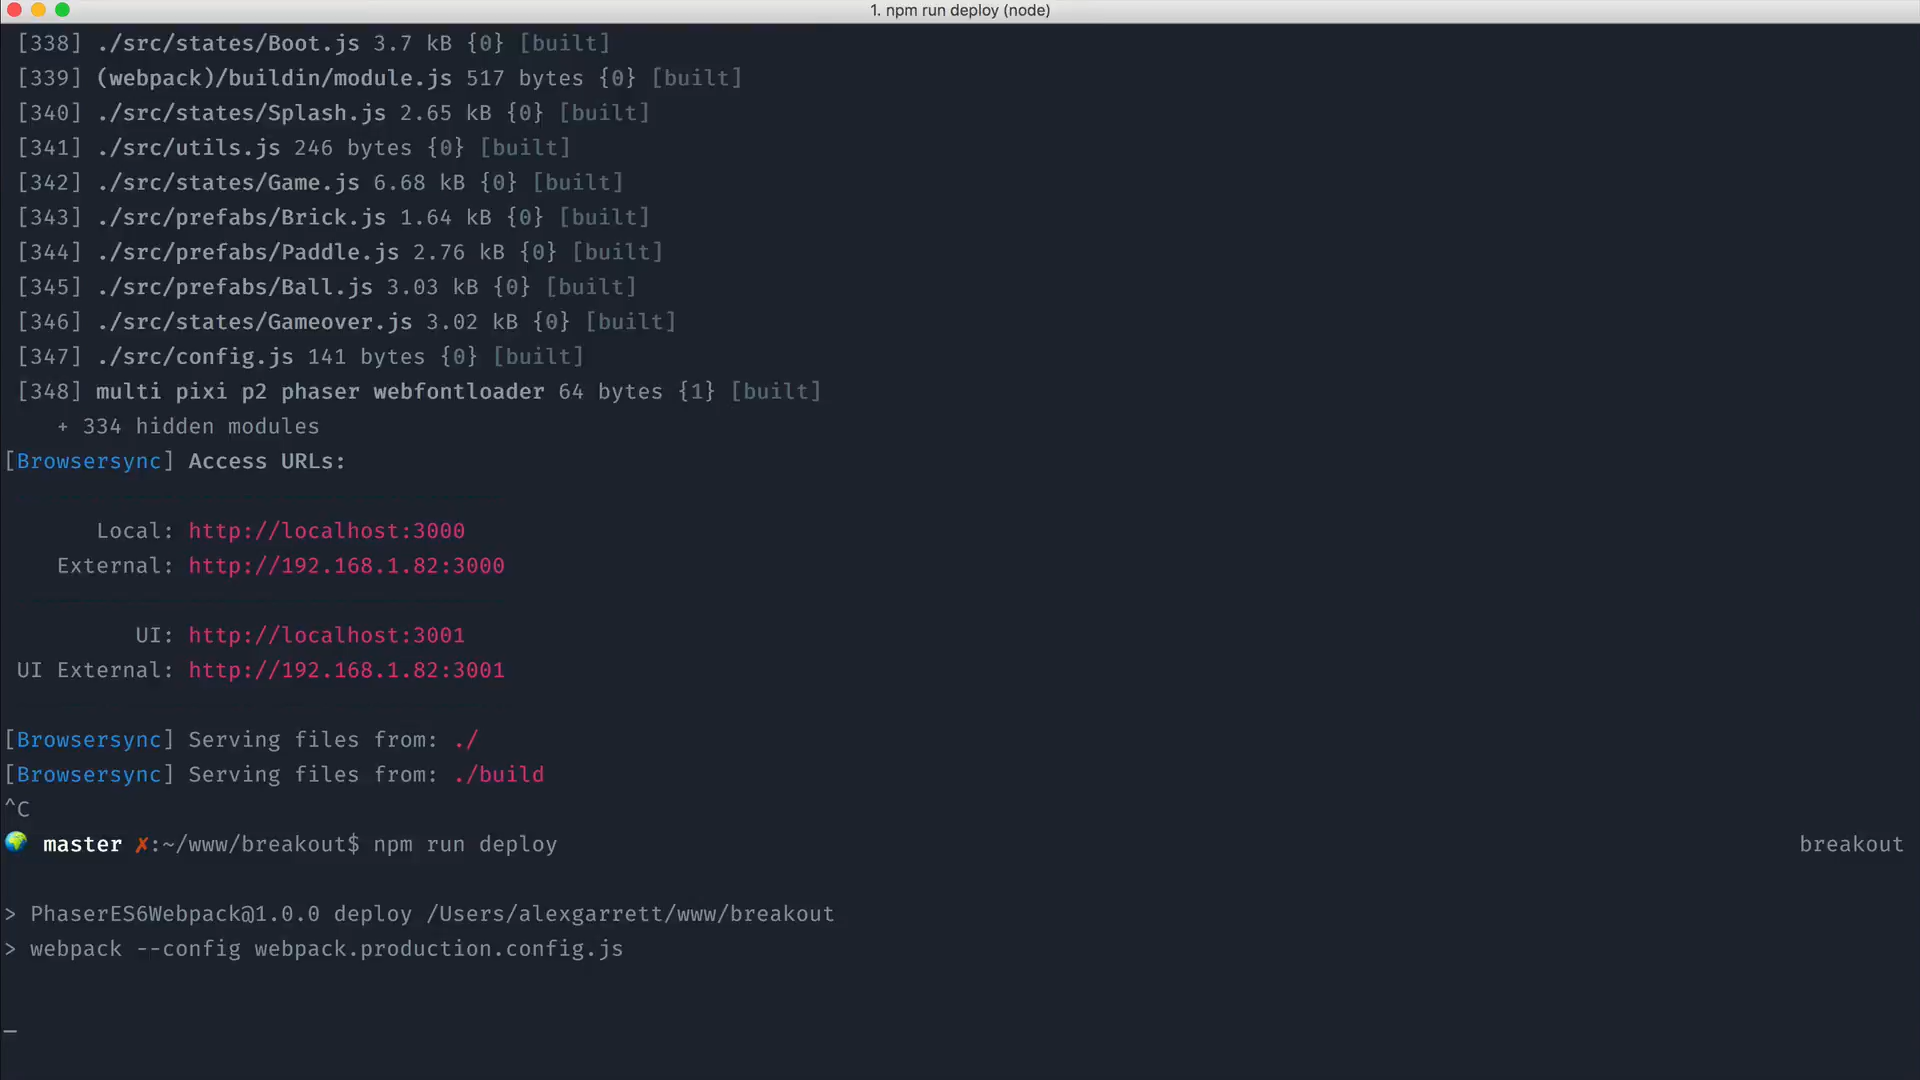 1. npm run deploy (node)
[338] ./src/states/Boot.js 3.7 kB {0} [built]
[339] (webpack)/buildin/module.js 517 bytes {0} [built]
[340] ./src/states/Splash.js 2.65 kB {0} [built]
[341] ./src/utils.js 246 bytes {0} [built]
[342] ./src/states/Game.js 6.68 kB {0} [built]
[343] ./src/prefabs/Brick.js 1.64 kB {0} [built]
[344] ./src/prefabs/Paddle.js 2.76 kB {0} [built]
[345] ./src/prefabs/Ball.js 3.03 kB {0} [built]
[346] ./src/states/Gameover.js 3.02 kB {0} [built]
[347] ./src/config.js 141 bytes {0} [built]
[348] multi pixi p2 phaser webfontloader 64 bytes {1} [built]
+ 334 hidden modules
[Browsersync] Access URLs:
Local: http://localhost:3000
External: http://192.168.1.82:3000
UI: http://localhost:3001
UI External: http://192.168.1.82:3001
[Browsersync] Serving files from: ./
[Browsersync] Serving files from: ./build
^C
🌍 master ✗:~/www/breakout$ npm run deploy breakout
> PhaserES6Webpack@1.0.0 deploy /Users/alexgarrett/www/breakout
> webpack --config webpack.production.config.js